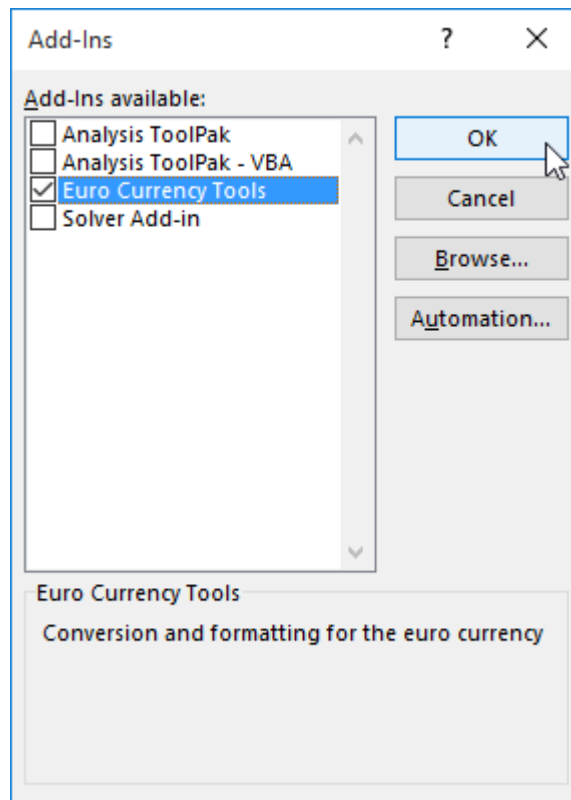 Add-Ins ? ×
Add-Ins available:
Analysis ToolPak
Analysis ToolPak - VBA
Euro Currency Tools
Solver Add-in
OK
Cancel
Browse...
Automation...
Euro Currency Tools
Conversion and formatting for the euro currency